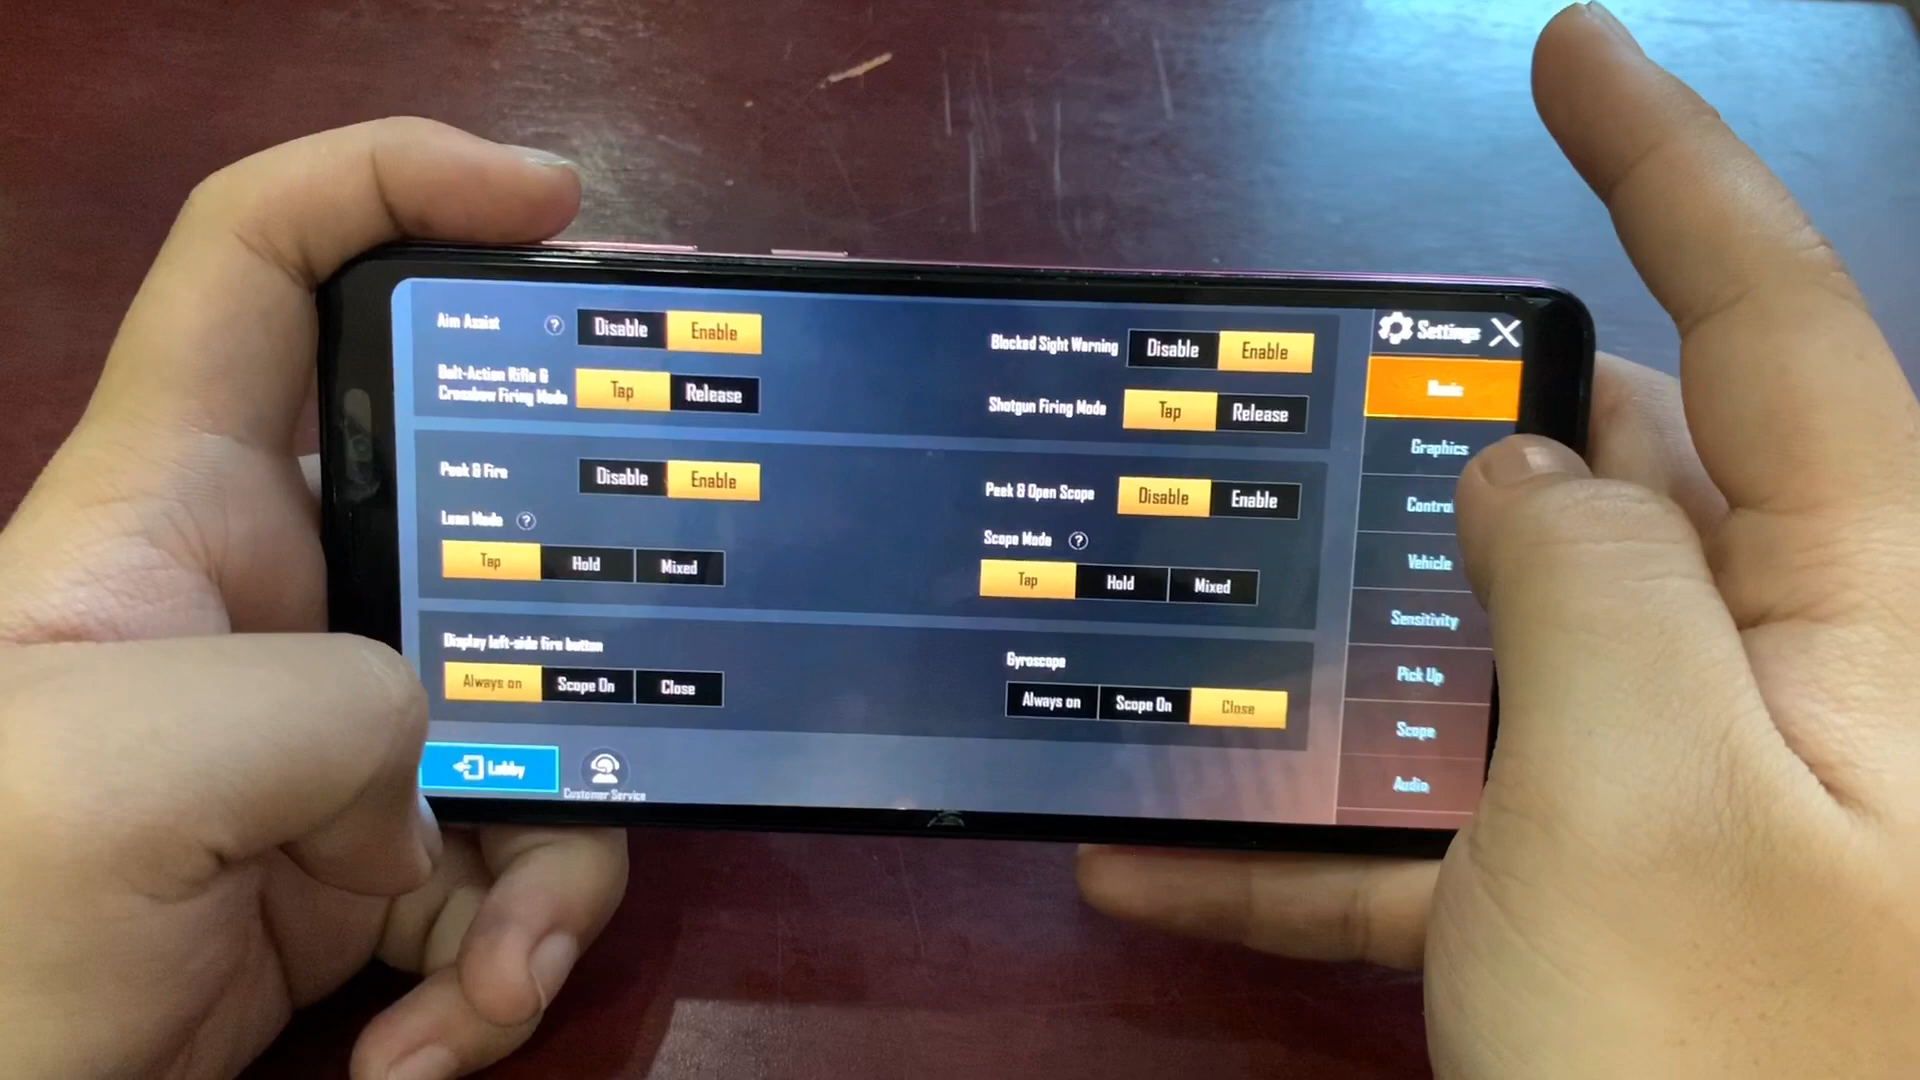 Aim Assist ? Disable Enable
Blocked Sight Warning Disable Enable
Bolt-Action Rifle &
Crossbow Firing Mode Tap Release
Shotgun Firing Mode Tap Release
Peek & Fire Disable Enable
Peek & Open Scope Disable Enable
Lean Mode ?
Tap Hold Mixed
Scope Mode ?
Tap Hold Mixed
Display left-side fire button
Always on Scope On Close
Gyroscope
Always on Scope On Close
Lobby
Customer Service
Settings
Basic
Graphics
Control
Vehicle
Sensitivity
Pick Up
Scope
Audio